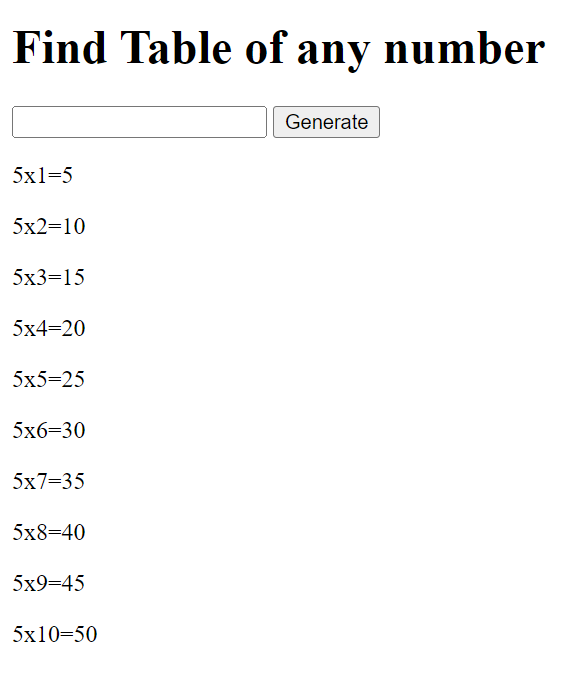 Find Table of any number
Generate
5x1=5
5x2=10
5x3=15
5x4=20
5x5=25
5x6=30
5x7=35
5x8=40
5x9=45
5x10=50